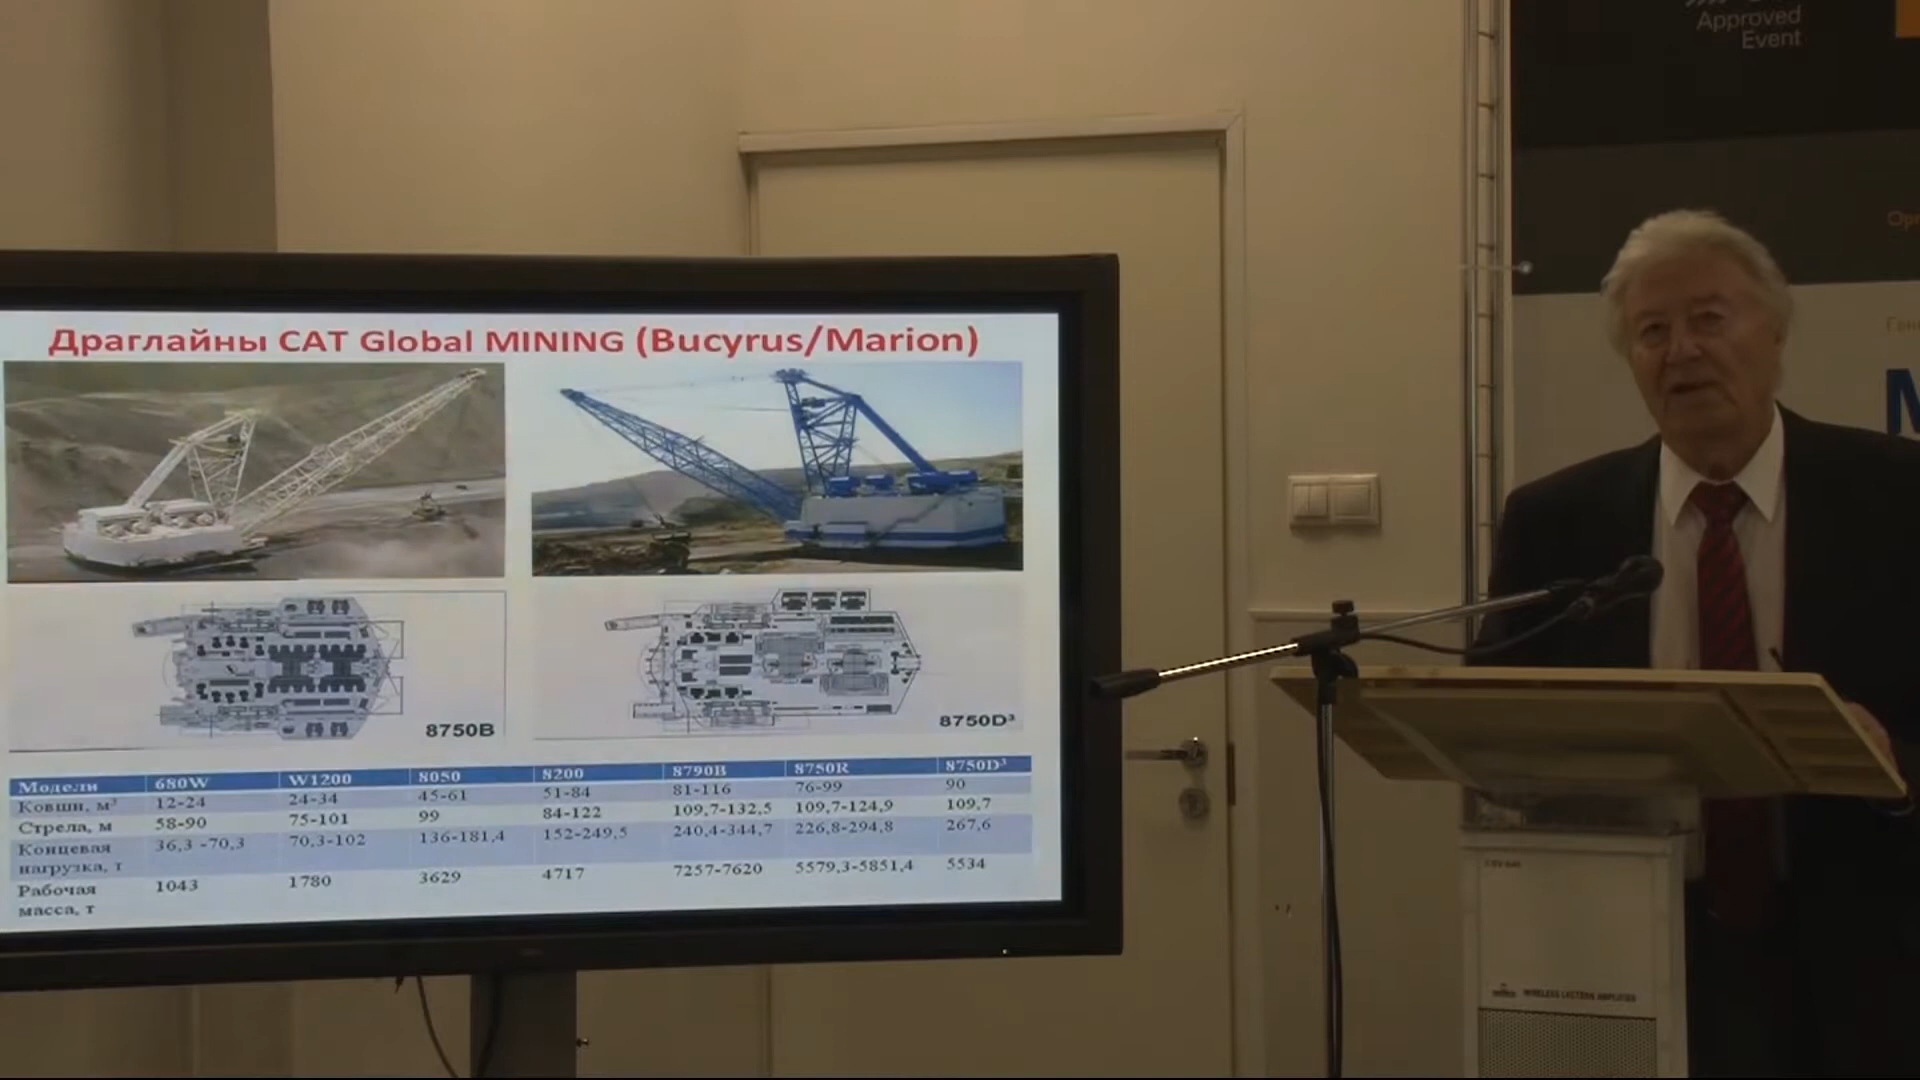 Approved
Event
Драглайны CAT Global MINING (Bucyrus/Marion)
8750B
8750D³
Модели 680W W1200 8050 8200 8790B 8750R 8750D³
Ковши, м³ 12-24 24-34 45-61 51-84 81-116 76-99 90
Стрела, м 58-90 75-101 99 84-122 109,7-132,5 109,7-124,9 109,7
Концевая нагрузка, т 36,3 -70,3 70,3-102 136-181,4 152-249,5 240,4-344,7 226,8-294,8 267,6
Рабочая масса, т 1043 1780 3629 4717 7257-7620 5579,3-5851,4 5534
WIRELESS LECTERN AMPLIFIER